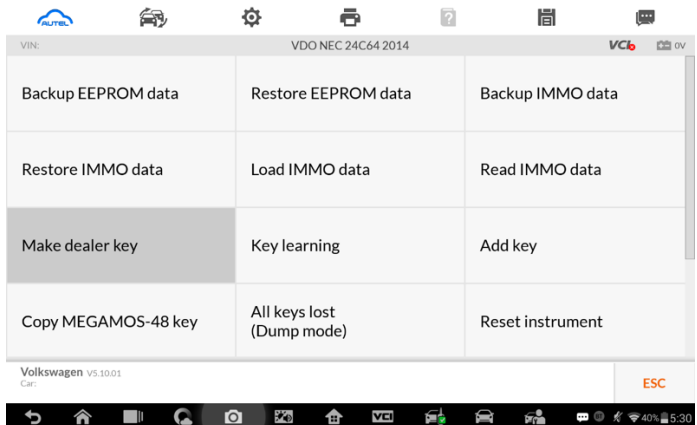 AUTEL
VIN: VDO NEC 24C64 2014 VCI 0V
Backup EEPROM data Restore EEPROM data Backup IMMO data
Restore IMMO data Load IMMO data Read IMMO data
Make dealer key Key learning Add key
Copy MEGAMOS-48 key All keys lost
(Dump mode) Reset instrument
Volkswagen V5.10.01
Car:
ESC
VCI 40% 5:30